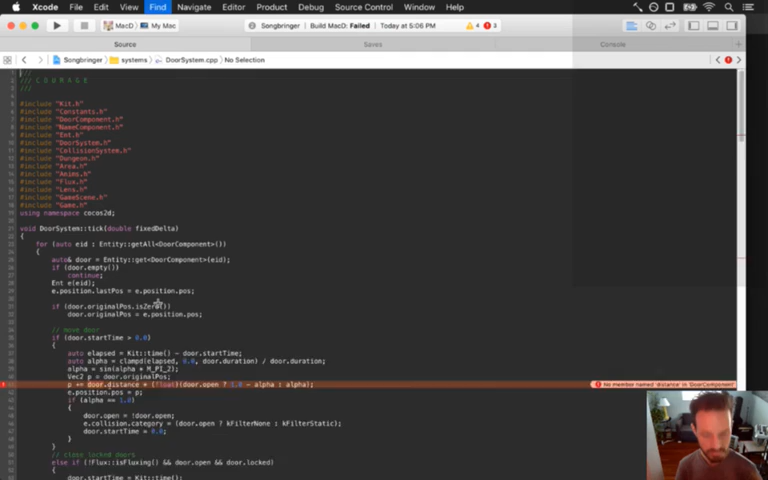 Xcode File Edit View Find Navigate Editor Product Debug Source Control Window Help
MacD My Mac Songbringer Build MacD: Failed Today at 5:06 PM 4 3
Source Saves Console
Songbringer systems DoorSystem.cpp No Selection
///
/// C O U R A G E
///
#include "Kit.h"
#include "Constants.h"
#include "DoorComponent.h"
#include "NameComponent.h"
#include "Ent.h"
#include "DoorSystem.h"
#include "CollisionSystem.h"
#include "Dungeon.h"
#include "Area.h"
#include "Anims.h"
#include "Flux.h"
#include "Lens.h"
#include "GameScene.h"
#include "Game.h"
using namespace cocos2d;
void DoorSystem::tick(double fixedDelta)
{
for (auto eid : Entity::getAll<DoorComponent>())
{
auto& door = Entity::get<DoorComponent>(eid);
if (door.empty())
continue;
Ent e(eid);
e.position.lastPos = e.position.pos;
if (door.originalPos.isZero())
door.originalPos = e.position.pos;
// move door
if (door.startTime > 0.0)
{
auto elapsed = Kit::time() - door.startTime;
auto alpha = clampd(elapsed, 0.0, door.duration) / door.duration;
alpha = sin(alpha * M_PI_2);
Vec2 p = door.originalPos;
p += door.distance * (float)(door.open ? 1.0 - alpha : alpha); No member named 'distance' in 'DoorComponent'
e.position.pos = p;
if (alpha == 1.0)
{
door.open = !door.open;
e.collision.category = (door.open ? kFilterNone : kFilterStatic);
door.startTime = 0.0;
}
}
// close locked doors
else if (!Flux::isFluxing() && door.open && door.locked)
{
door.startTime = Kit::time();